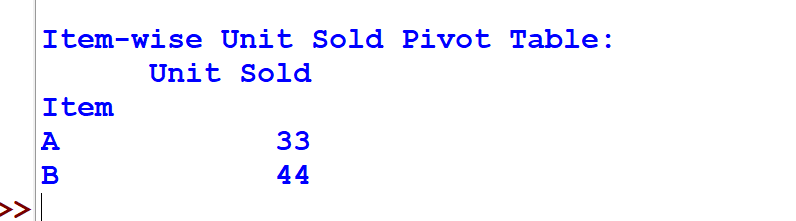 Item-wise Unit Sold Pivot Table:
Unit Sold
Item
A 33
B 44
>>